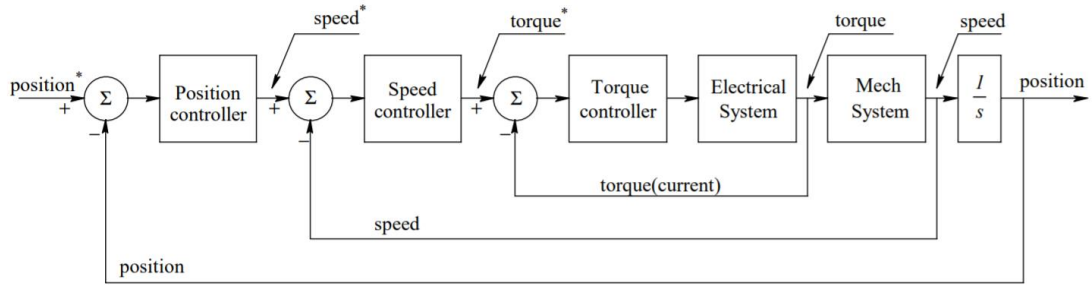 speed*
torque*
torque
speed
position*
+
Σ
−
Position
controller
+
Σ
−
Speed
controller
+
Σ
−
Torque
controller
Electrical
System
Mech
System
1
s
position
torque(current)
speed
position